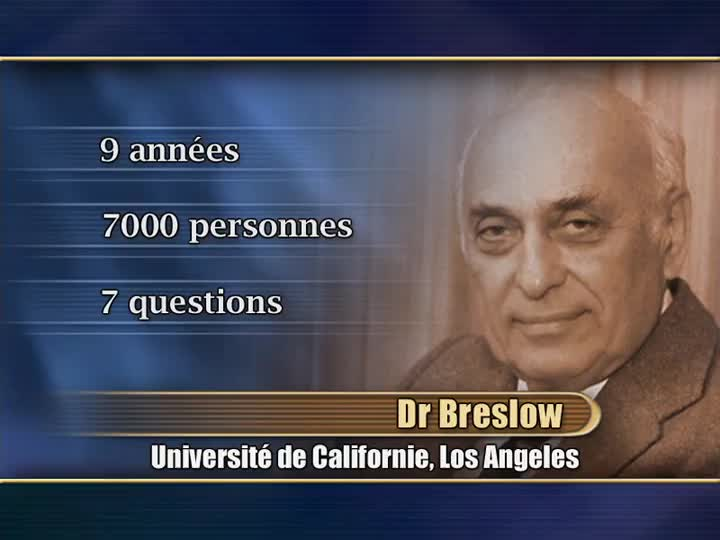 9 années
7000 personnes
7 questions
Dr Breslow
Université de Californie, Los Angeles